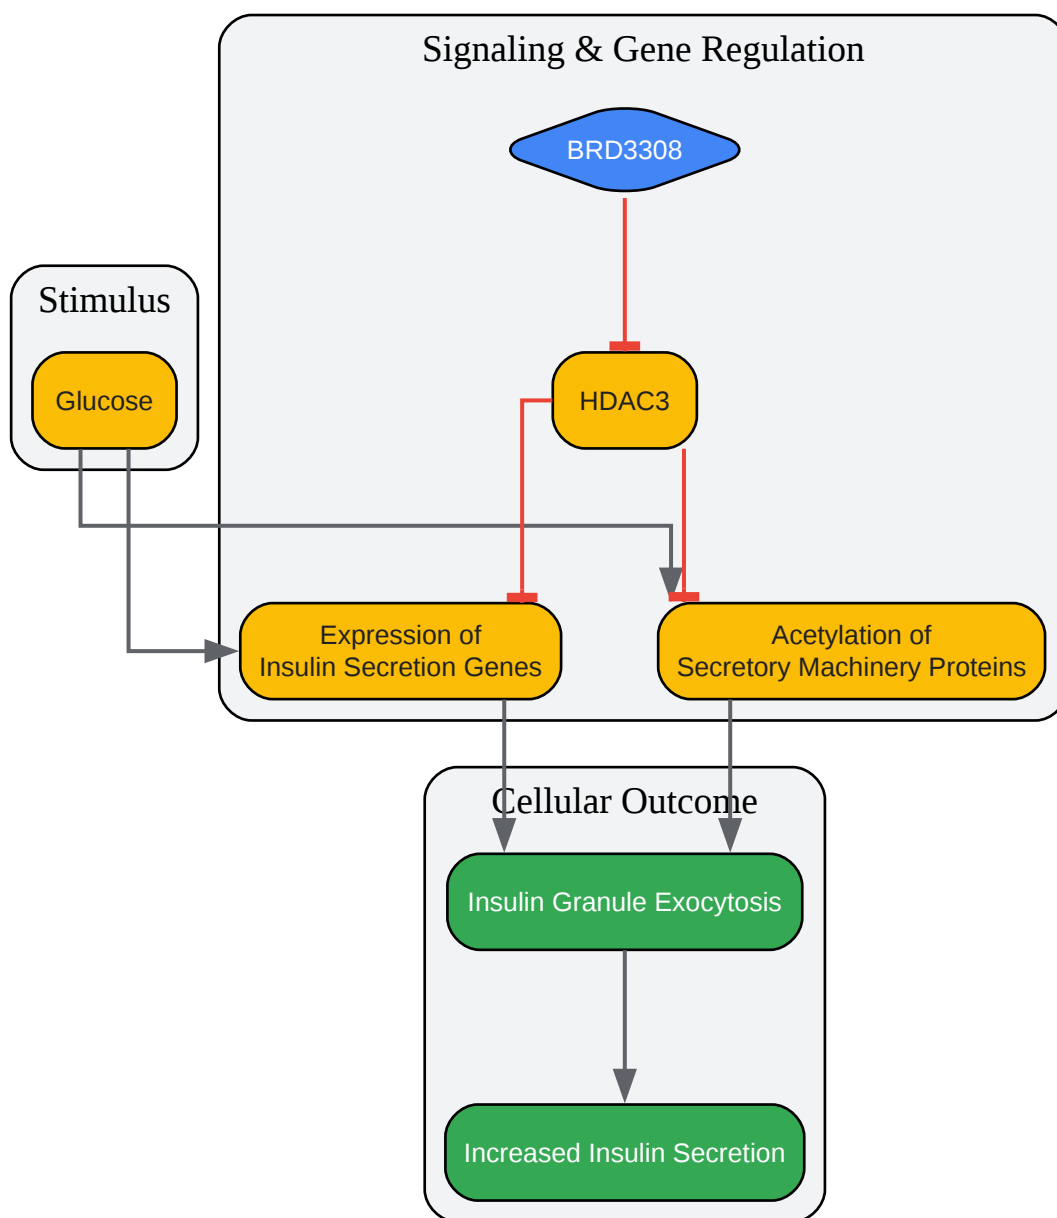 Signaling & Gene Regulation
BRD3308
Stimulus
Glucose
HDAC3
Expression of
Insulin Secretion Genes
Acetylation of
Secretory Machinery Proteins
Cellular Outcome
Insulin Granule Exocytosis
Increased Insulin Secretion